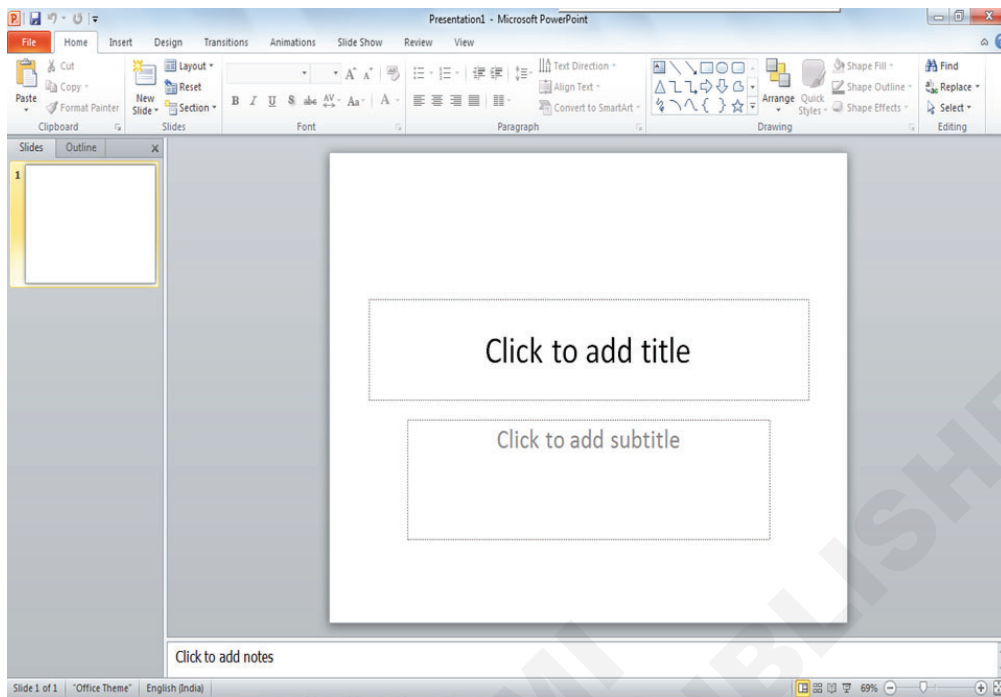 Presentation1 - Microsoft PowerPoint
File Home Insert Design Transitions Animations Slide Show Review View
Paste
Cut
Copy
Format Painter
Clipboard
New Slide
Layout
Reset
Section
Slides
B I U S abc AV Aa A
Font
Text Direction
Align Text
Convert to SmartArt
Paragraph
Arrange
Quick Styles
Shape Fill
Shape Outline
Shape Effects
Drawing
Find
Replace
Select
Editing
Slides Outline
1
Click to add title
Click to add subtitle
Click to add notes
Slide 1 of 1 "Office Theme" English (India) 69%